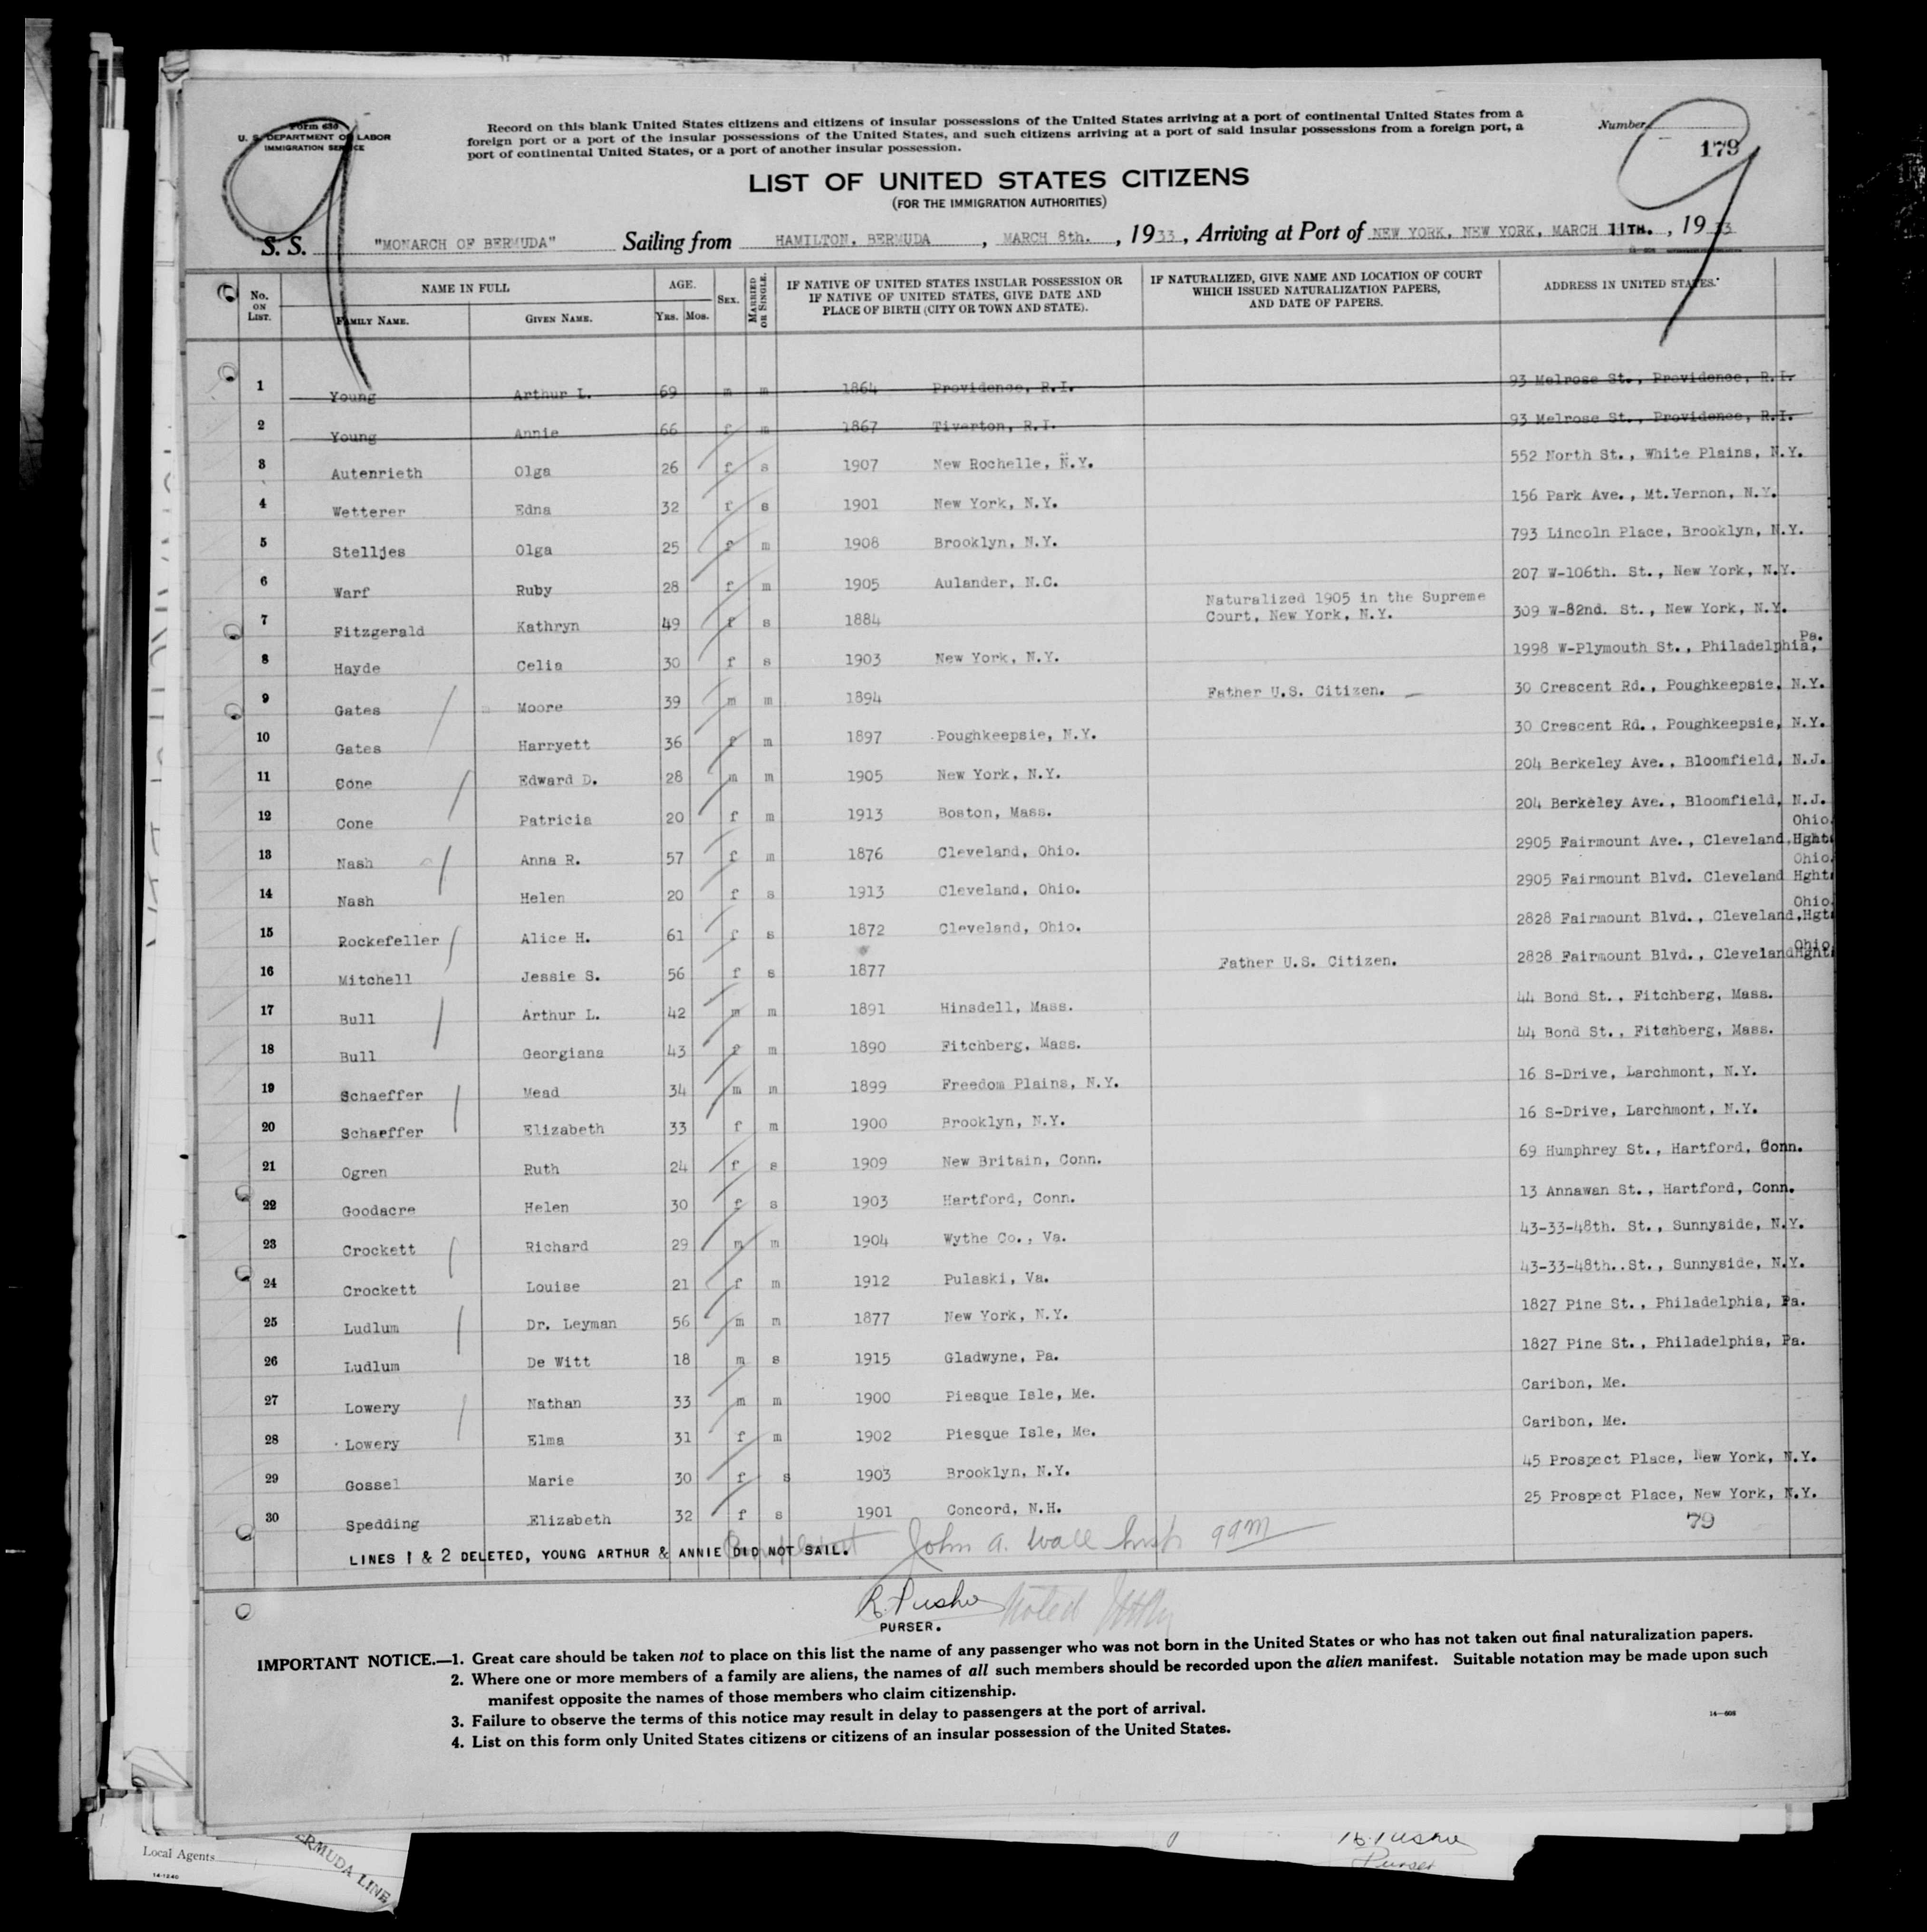 Form 630
U. S. DEPARTMENT OF LABOR
IMMIGRATION SERVICE
Record on this blank United States citizens and citizens of insular possessions of the United States arriving at a port of continental United States from a
foreign port or a port of the insular possessions of the United States, and such citizens arriving at a port of said insular possessions from a foreign port, a
port of continental United States, or a port of another insular possession.
Number
179
9
9
LIST OF UNITED STATES CITIZENS
(FOR THE IMMIGRATION AUTHORITIES)
S. S. "MONARCH OF BERMUDA" Sailing from HAMILTON, BERMUDA, MARCH 8th., 1933, Arriving at Port of NEW YORK, NEW YORK, MARCH 11TH., 1933
No. ON LIST. NAME IN FULL FAMILY NAME. GIVEN NAME. AGE. YRS. MOS. SEX. MARRIED OR SINGLE. IF NATIVE OF UNITED STATES INSULAR POSSESSION OR IF NATIVE OF UNITED STATES, GIVE DATE AND PLACE OF BIRTH (CITY OR TOWN AND STATE). IF NATURALIZED, GIVE NAME AND LOCATION OF COURT WHICH ISSUED NATURALIZATION PAPERS, AND DATE OF PAPERS. ADDRESS IN UNITED STATES.
1 Young Arthur L. 69 m m 1864 Providence, R.I. 93 Melrose St., Providence, R.I.
2 Young Annie 66 f m 1867 Tiverton, R.I. 93 Melrose St., Providence, R.I.
3 Autenrieth Olga 26 f s 1907 New Rochelle, N.Y. 552 North St., White Plains, N.Y.
4 Wetterer Edna 32 f s 1901 New York, N.Y. 156 Park Ave., Mt.Vernon, N.Y.
5 Stelljes Olga 25 f m 1908 Brooklyn, N.Y. 793 Lincoln Place, Brooklyn, N.Y.
6 Warf Ruby 28 f m 1905 Aulander, N.C. 207 W-106th. St., New York, N.Y.
7 Fitzgerald Kathryn 49 f s 1884 Naturalized 1905 in the Supreme Court, New York, N.Y. 309 W-82nd. St., New York, N.Y.
8 Hayde Celia 30 f s 1903 New York, N.Y. 1998 W-Plymouth St., Philadelphia, Pa.
9 Gates Moore 39 m m 1894 Father U.S. Citizen. 30 Crescent Rd., Poughkeepsie, N.Y.
10 Gates Harryett 36 f m 1897 Poughkeepsie, N.Y. 30 Crescent Rd., Poughkeepsie, N.Y.
11 Cone Edward D. 28 m m 1905 New York, N.Y. 204 Berkeley Ave., Bloomfield, N.J.
12 Cone Patricia 20 f m 1913 Boston, Mass. 204 Berkeley Ave., Bloomfield, N.J.
13 Nash Anna R. 57 f m 1876 Cleveland, Ohio. 2905 Fairmount Ave., Cleveland,Hght Ohio.
14 Nash Helen 20 f s 1913 Cleveland, Ohio. 2905 Fairmount Blvd. Cleveland Hght Ohio.
15 Rockefeller Alice H. 61 f s 1872 Cleveland, Ohio. 2828 Fairmount Blvd., Cleveland,Hgt Ohio.
16 Mitchell Jessie S. 56 f s 1877 Father U.S. Citizen. 2828 Fairmount Blvd., ClevelandHght Ohio
17 Bull Arthur L. 42 m m 1891 Hinsdell, Mass. 44 Bond St., Fitchberg, Mass.
18 Bull Georgiana 43 f m 1890 Fitchberg, Mass. 44 Bond St., Fitchberg, Mass.
19 Schaeffer Mead 34 m m 1899 Freedom Plains, N.Y. 16 S-Drive, Larchmont, N.Y.
20 Schaeffer Elizabeth 33 f m 1900 Brooklyn, N.Y. 16 S-Drive, Larchmont, N.Y.
21 Ogren Ruth 24 f s 1909 New Britain, Conn. 69 Humphrey St., Hartford, Conn.
22 Goodacre Helen 30 f s 1903 Hartford, Conn. 13 Annawan St., Hartford, Conn.
23 Crockett Richard 29 m m 1904 Wythe Co., Va. 43-33-48th. St., Sunnyside, N.Y.
24 Crockett Louise 21 f m 1912 Pulaski, Va. 43-33-48th..St., Sunnyside, N.Y.
25 Ludlum Dr. Leyman 56 m m 1877 New York, N.Y. 1827 Pine St., Philadelphia, Pa.
26 Ludlum De Witt 18 m s 1915 Gladwyne, Pa. 1827 Pine St., Philadelphia, Pa.
27 Lowery Nathan 33 m m 1900 Piesque Isle, Me. Caribon, Me.
28 Lowery Elma 31 f m 1902 Piesque Isle, Me. Caribon, Me.
29 Gossel Marie 30 f s 1903 Brooklyn, N.Y. 45 Prospect Place, New York, N.Y.
30 Spedding Elizabeth 32 f s 1901 Concord, N.H. 25 Prospect Place, New York, N.Y.
79
LINES 1 & 2 DELETED, YOUNG ARTHUR & ANNIE DID NOT SAIL.
John A. Wall Insp 9am
R. Pusho
Noted
PURSER.
IMPORTANT NOTICE.—1. Great care should be taken not to place on this list the name of any passenger who was not born in the United States or who has not taken out final naturalization papers.
2. Where one or more members of a family are aliens, the names of all such members should be recorded upon the alien manifest. Suitable notation may be made upon such
manifest opposite the names of those members who claim citizenship.
3. Failure to observe the terms of this notice may result in delay to passengers at the port of arrival.
4. List on this form only United States citizens or citizens of an insular possession of the United States.
14—608
Local Agents
14-1240
ERMUDA LINE
Purser